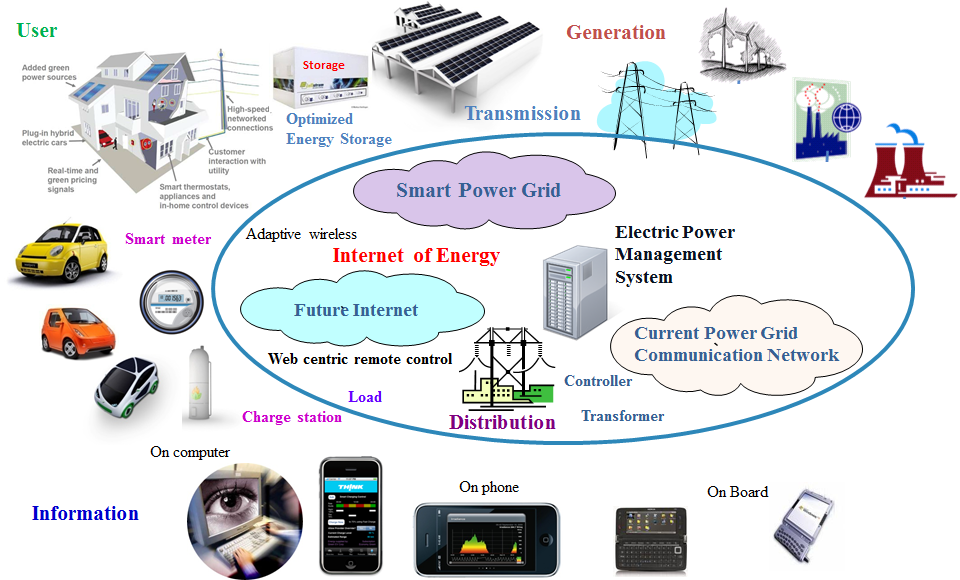 User
Generation
Storage
Added green
power sources
Transmission
High-speed
networked
connections
Optimized
Energy Storage
Plug-in hybrid
electric cars
Customer
interaction with
utility
Real-time and
green pricing
signals
Smart thermostats,
appliances and
in-home control devices
Smart Power Grid
Smart meter
Adaptive wireless
Internet of Energy
Electric Power
Management
System
Future Internet
Current Power Grid
Communication Network
Web centric remote control
Controller
Load
Charge station
Distribution
Transformer
On computer
On phone
On Board
Information
THINK